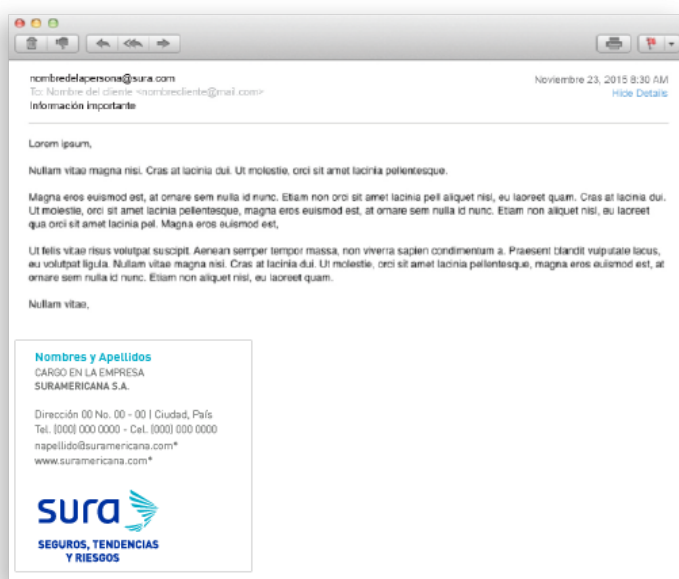 nombredelapersona@sura.com
Noviembre 23, 2015 8:30 AM
To: Nombre del cliente <nombrecliente@mail.com>
Hide Details
Información importante
Lorem ipsum,
Nullam vitae magna nisi. Cras at lacinia dui. Ut molestie, orci sit amet lacinia pellentesque.
Magna eros euismod est, at ornare sem nulla id nunc. Etiam non orci sit amet lacinia pell aliquet nisl, eu laoreet quam. Cras at lacinia dui.
Ut molestie, orci sit amet lacinia pellentesque, magna eros euismod est, at ornare sem nulla id nunc. Etiam non aliquet nisl, eu laoreet
qua orci sit amet lacinia pel. Magna eros euismod est,
Ut felis vitae risus volutpat suscipit. Aenean semper tempor massa, non viverra sapien condimentum a. Praesent blandit vulputate lacus,
eu volutpat ligula. Nullam vitae magna nisi. Cras at lacinia dui. Ut molestie, orci sit amet lacinia pellentesque, magna eros euismod est, at
ornare sem nulla id nunc. Etiam non aliquet nisl, eu laoreet quam.
Nullam vitae,
Nombres y Apellidos
CARGO EN LA EMPRESA
SURAMERICANA S.A.
Dirección 00 No. 00 - 00 | Ciudad, País
Tel. (000) 000 0000 - Cel. (000) 000 0000
napellido@suramericana.com*
www.suramericana.com*
sura
SEGUROS, TENDENCIAS
Y RIESGOS